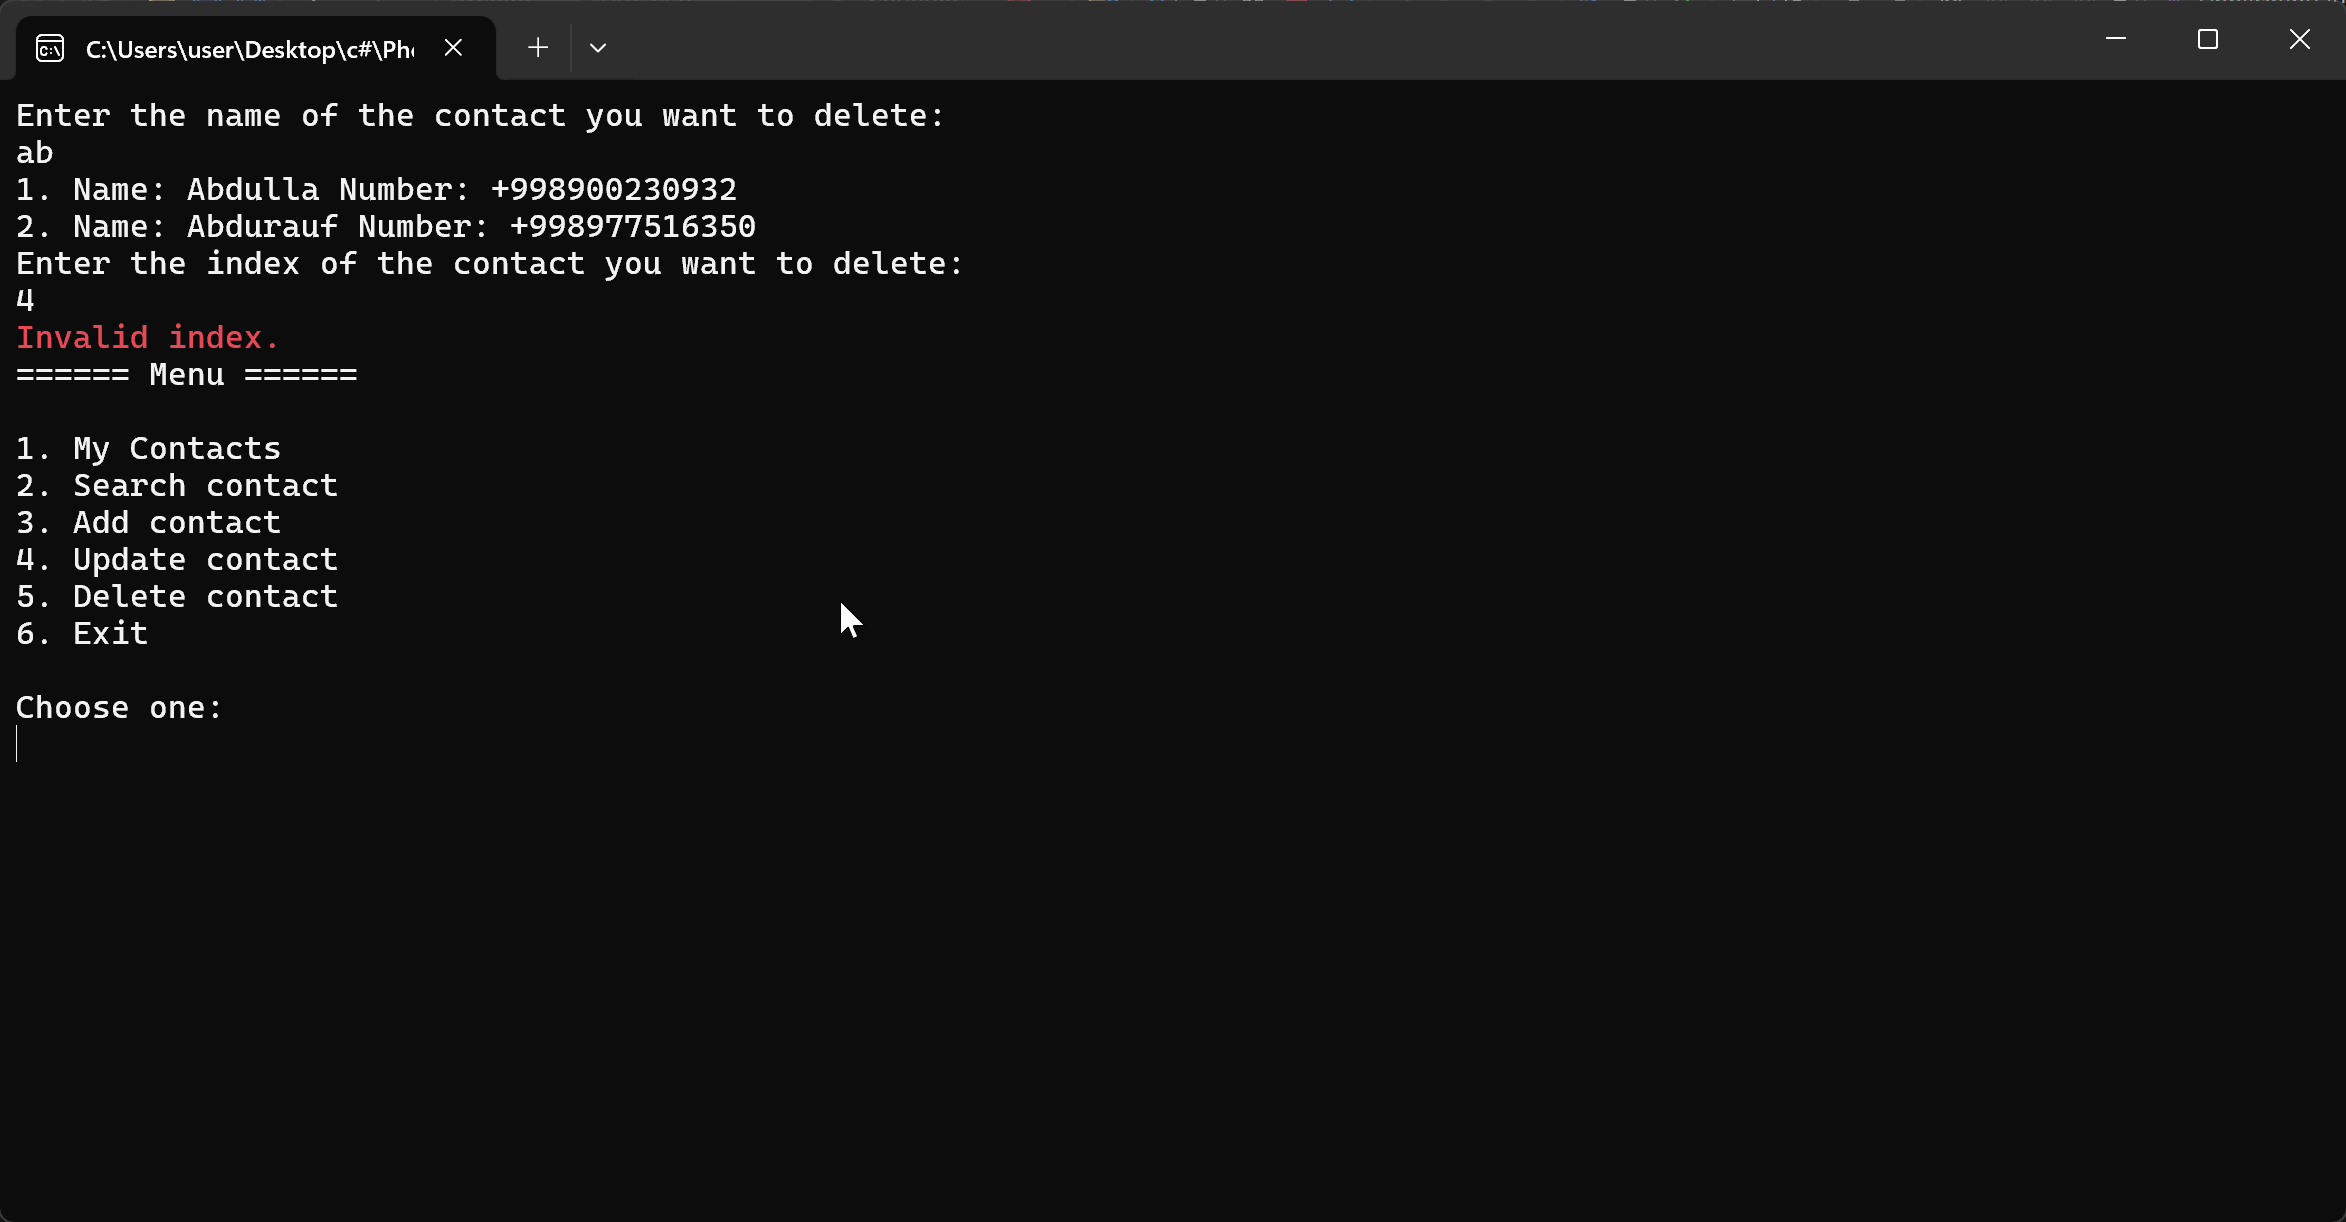 C:\Users\user\Desktop\c#\Pho
Enter the name of the contact you want to delete:
ab
1. Name: Abdulla Number: +998900230932
2. Name: Abdurauf Number: +998977516350
Enter the index of the contact you want to delete:
4
Invalid index.
====== Menu ======
1. My Contacts
2. Search contact
3. Add contact
4. Update contact
5. Delete contact
6. Exit
Choose one: